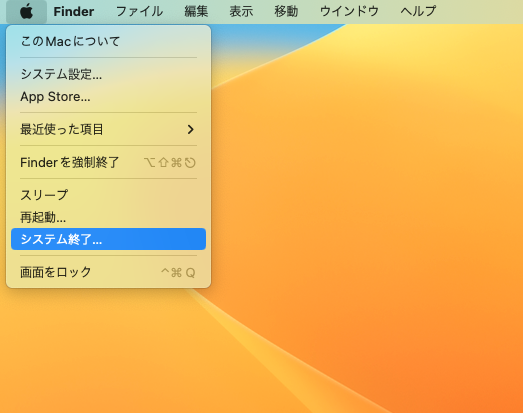 Finder ファイル 編集 表示 移動 ウインドウ ヘルプ
このMacについて
システム設定...
App Store...
最近使った項目
Finderを強制終了 ⌥⇧⌘⎋
スリープ
再起動...
システム終了...
画面をロック ^⌘Q